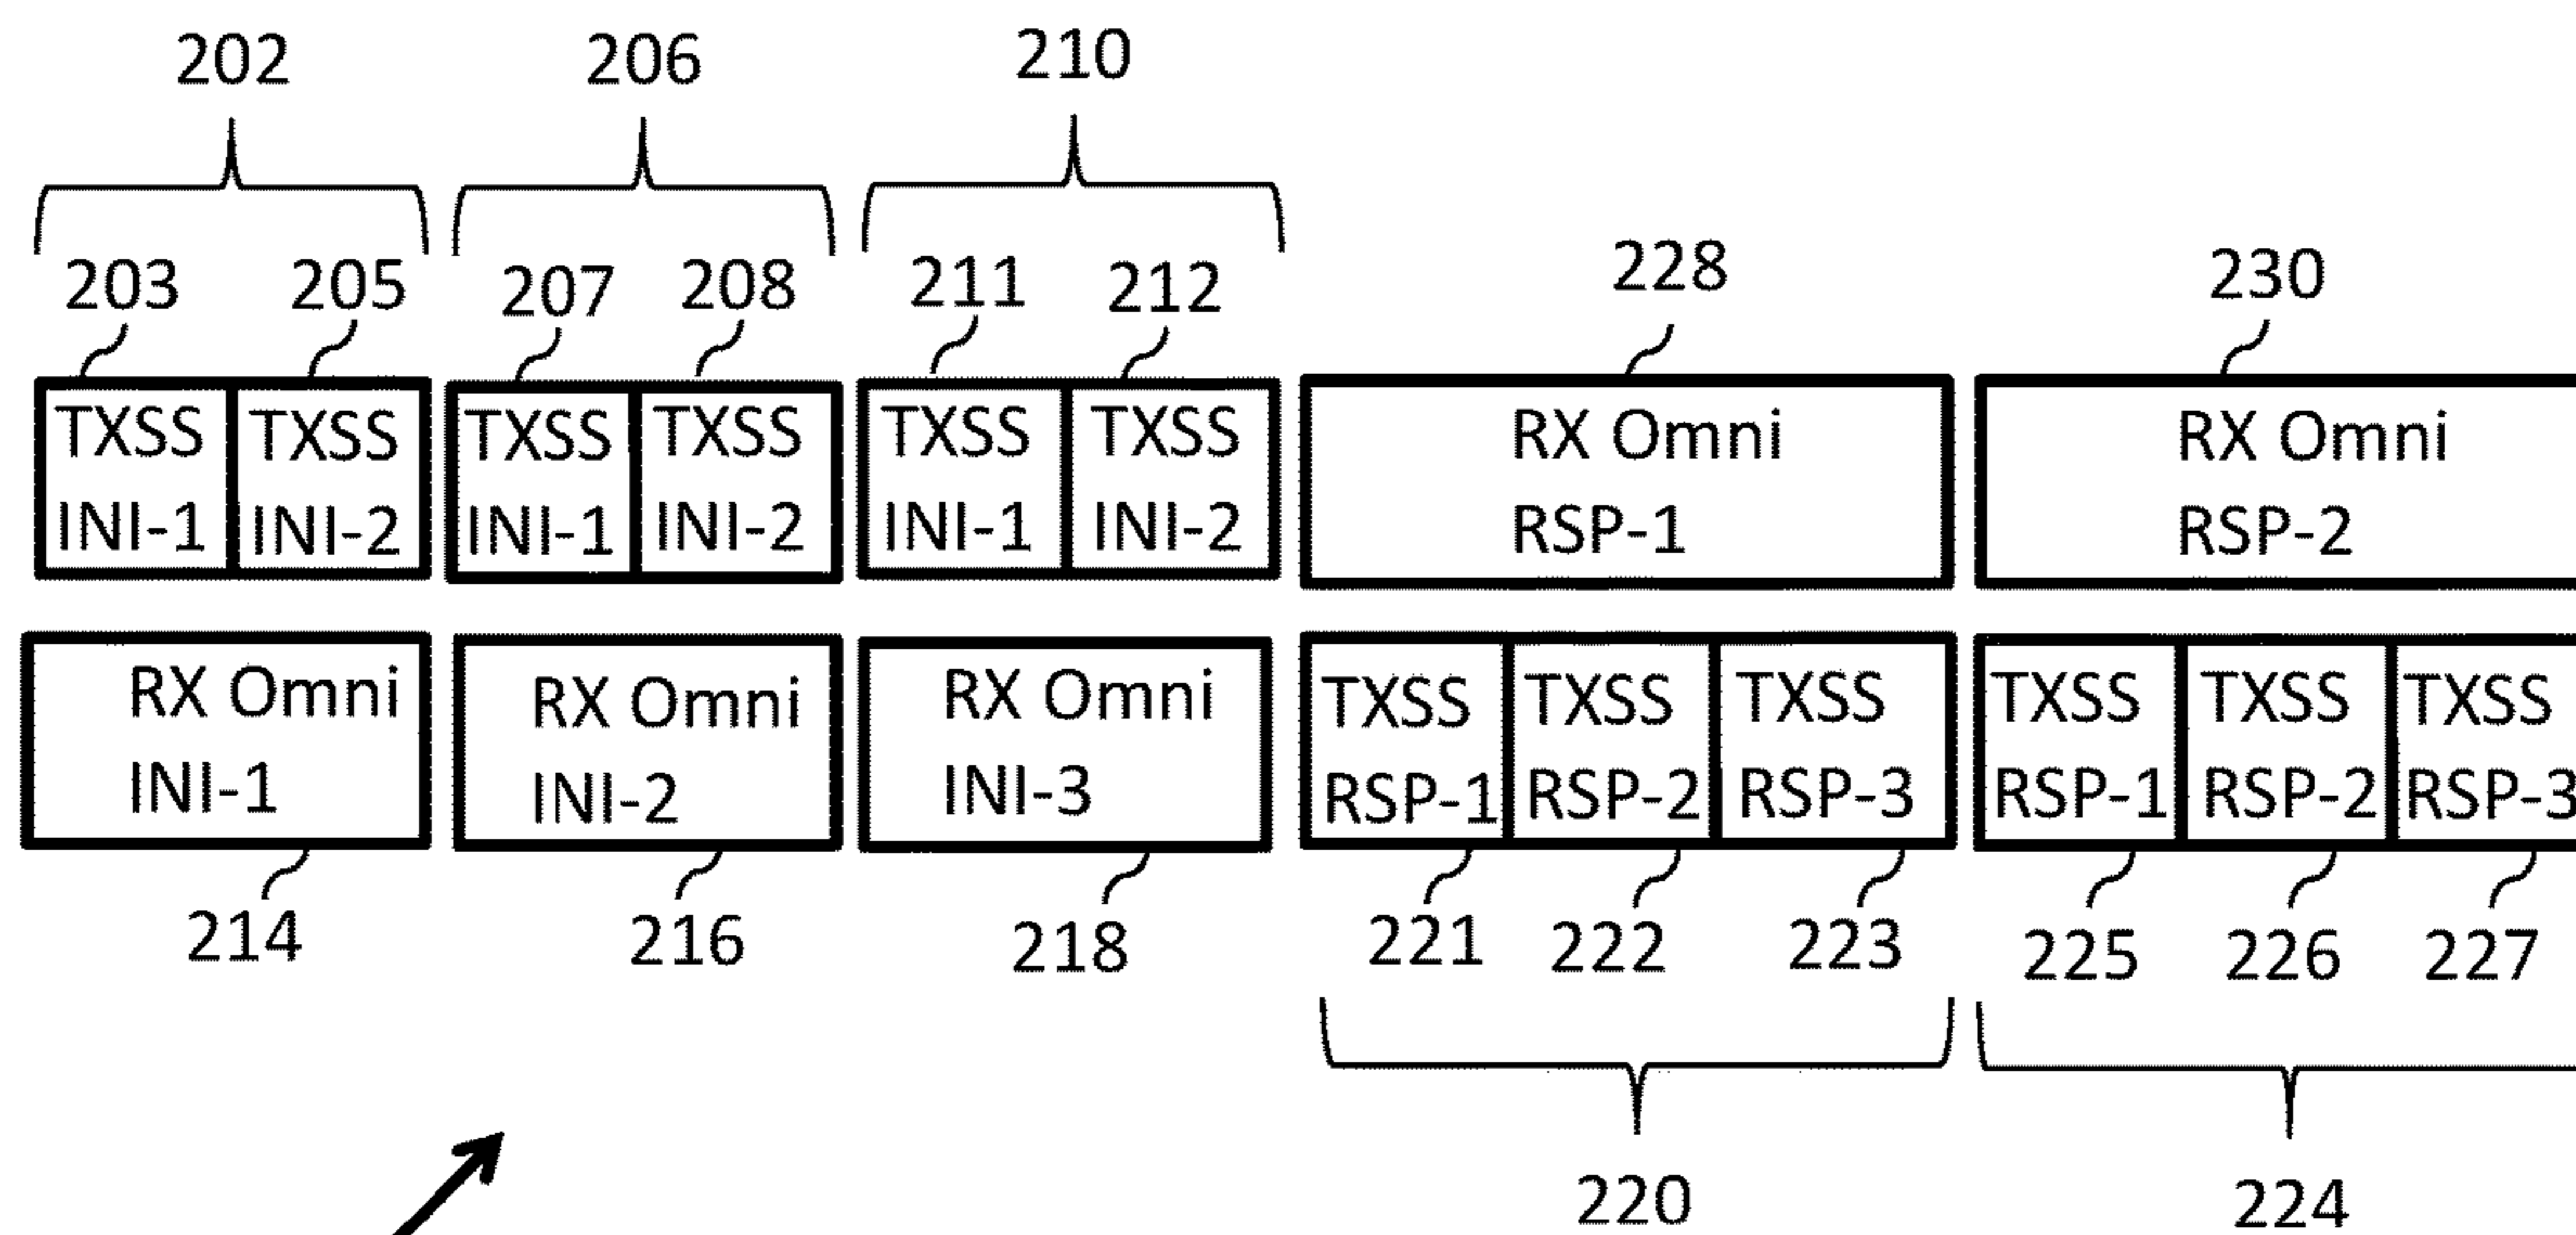 202 206 210
203 205 207 208 211 212 228 230
TXSS TXSS TXSS TXSS TXSS TXSS RX Omni RX Omni
INI-1 INI-2 INI-1 INI-2 INI-1 INI-2 RSP-1 RSP-2
RX Omni RX Omni RX Omni TXSS TXSS TXSS TXSS TXSS TXSS
INI-1 INI-2 INI-3 RSP-1 RSP-2 RSP-3 RSP-1 RSP-2 RSP-3
214 216 218 221 222 223 225 226 227
220 224